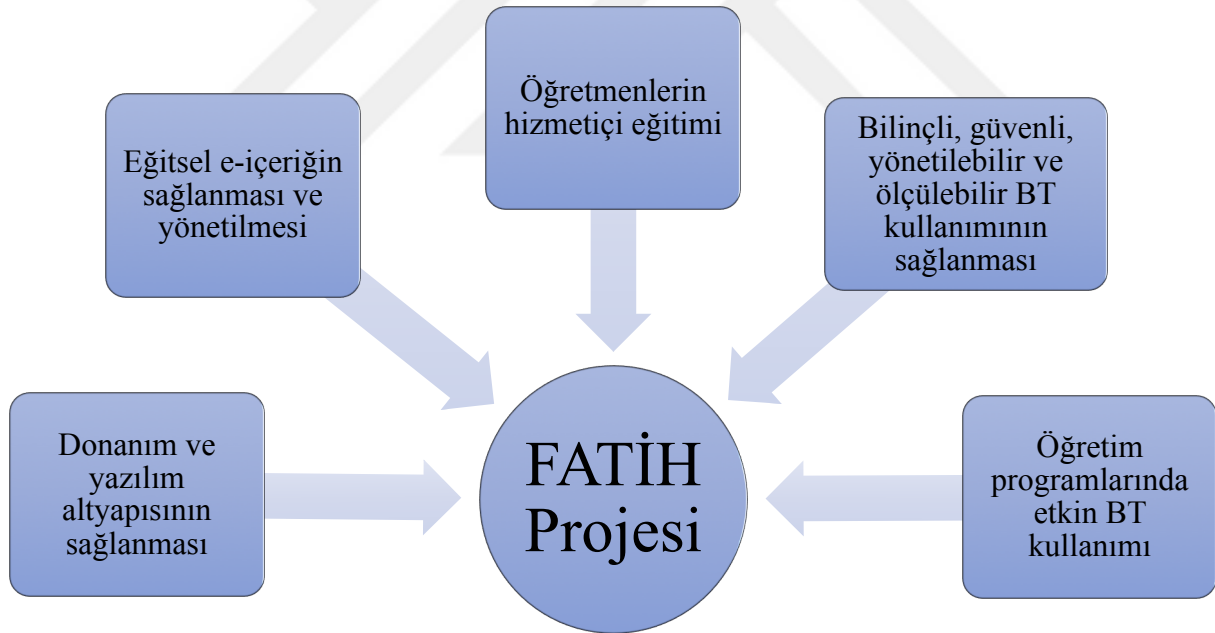 Donanım ve
yazılım
altyapısının
sağlanması
Eğitsel e-içeriğin
sağlanması ve
yönetilmesi
Öğretmenlerin
hizmetiçi eğitimi
Bilinçli, güvenli,
yönetilebilir ve
ölçülebilir BT
kullanımının
sağlanması
Öğretim
programlarında
etkin BT
kullanımı
FATİH
Projesi